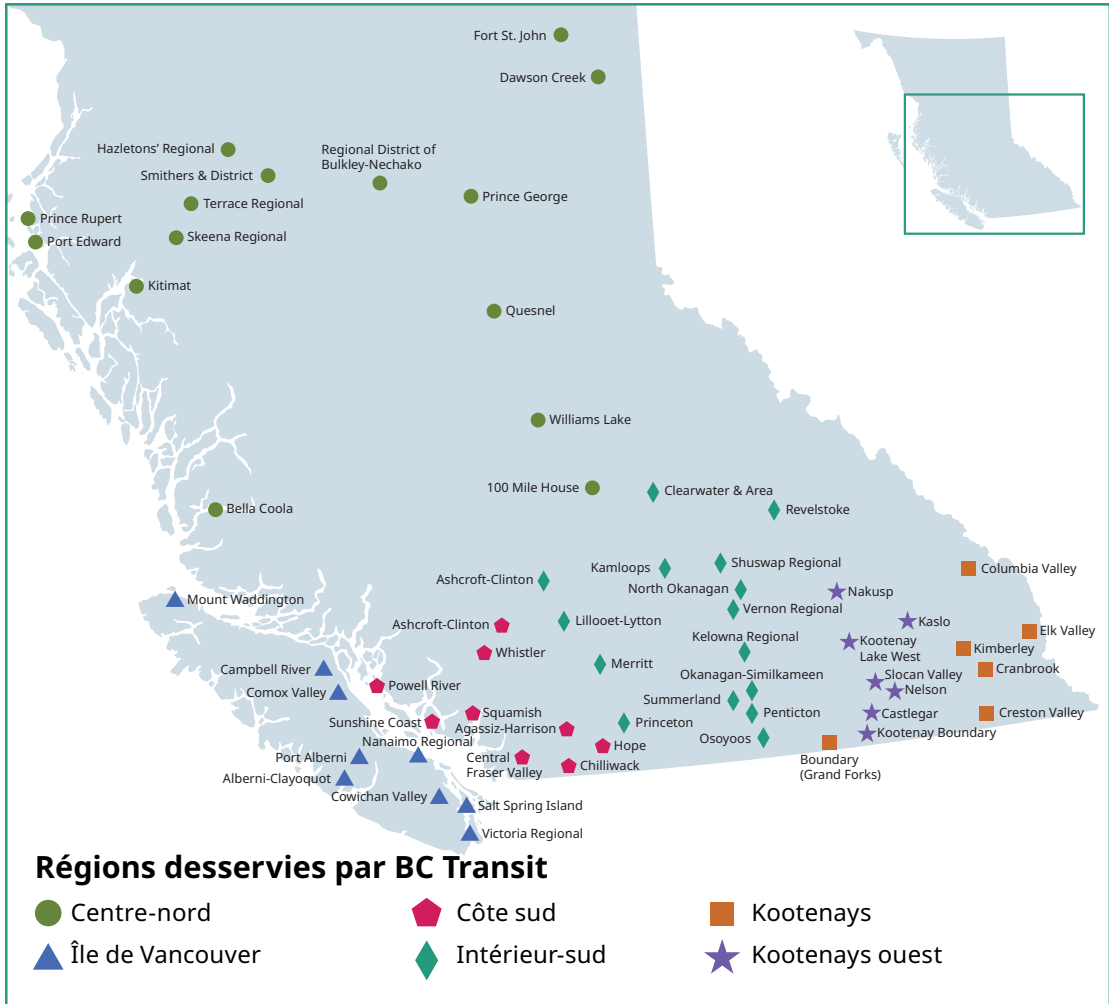 Fort St. John
Dawson Creek
Hazletons’ Regional
Regional District of
Bulkley-Nechako
Smithers & District
Prince George
Terrace Regional
Prince Rupert
Skeena Regional
Port Edward
Kitimat
Quesnel
Williams Lake
100 Mile House
Clearwater & Area
Bella Coola
Revelstoke
Shuswap Regional
Kamloops
Columbia Valley
Ashcroft-Clinton
North Okanagan
Nakusp
Mount Waddington
Vernon Regional
Lillooet-Lytton
Kaslo
Ashcroft-Clinton
Elk Valley
Kelowna Regional
Kootenay
Lake West
Kimberley
Whistler
Merritt
Cranbrook
Campbell River
Okanagan-Similkameen
Slocan Valley
Powell River
Nelson
Comox Valley
Summerland
Squamish
Penticton
Castlegar
Creston Valley
Sunshine Coast
Agassiz-Harrison
Princeton
Kootenay Boundary
Nanaimo Regional
Osoyoos
Hope
Port Alberni
Central
Fraser Valley
Boundary
(Grand Forks)
Chilliwack
Alberni-Clayoquot
Cowichan Valley
Salt Spring Island
Victoria Regional
Régions desservies par BC Transit
Centre-nord
Côte sud
Kootenays
Île de Vancouver
Intérieur-sud
Kootenays ouest